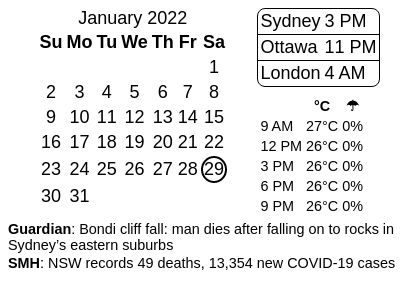 January 2022
Su Mo Tu We Th Fr Sa
1
2 3 4 5 6 7 8
9 10 11 12 13 14 15
16 17 18 19 20 21 22
23 24 25 26 27 28 29
30 31
Sydney 3 PM
Ottawa 11 PM
London 4 AM
°C ☂
9 AM 27°C 0%
12 PM 26°C 0%
3 PM 26°C 0%
6 PM 26°C 0%
9 PM 26°C 0%
Guardian: Bondi cliff fall: man dies after falling on to rocks in
Sydney’s eastern suburbs
SMH: NSW records 49 deaths, 13,354 new COVID-19 cases